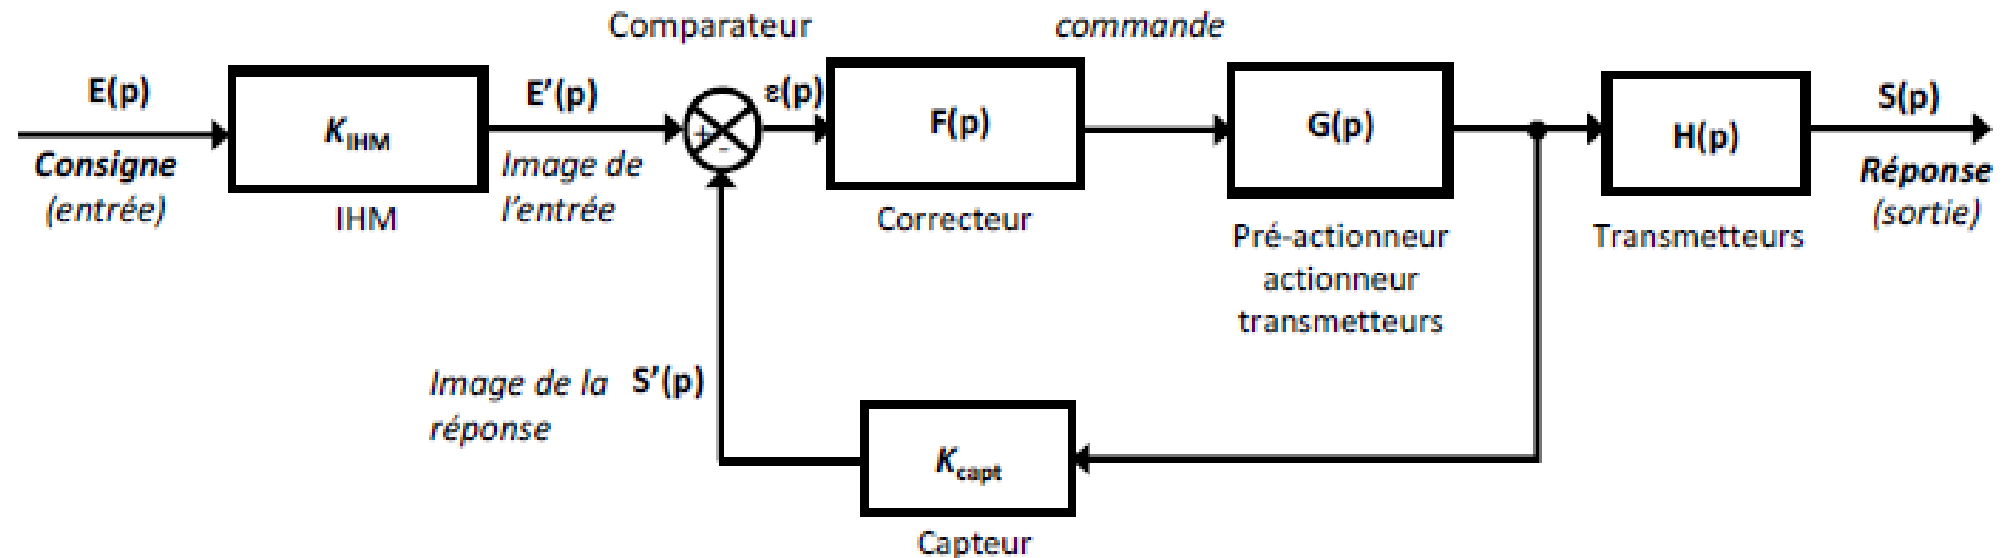 Comparateur
commande
E(p)
K_IHM
E'(p)
ε(p)
F(p)
G(p)
H(p)
S(p)
+
-
Consigne
(entrée)
IHM
Image de
l'entrée
Correcteur
Pré-actionneur
actionneur
transmetteurs
Transmetteurs
Réponse
(sortie)
Image de la
réponse
S'(p)
K_capt
Capteur